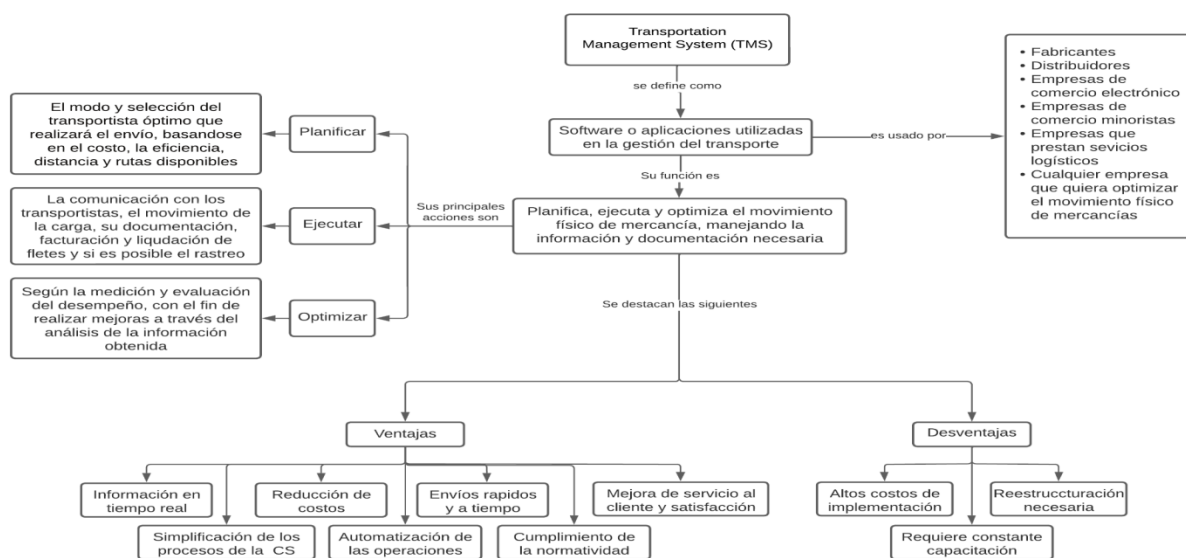 Transportation
Management System (TMS)
se define como
Software o aplicaciones utilizadas
en la gestión del transporte
es usado por
• Fabricantes
• Distribuidores
• Empresas de
comercio electrónico
• Empresas de
comercio minoristas
• Empresas que
prestan sevicios
logísticos
• Cualquier empresa
que quiera optimizar
el movimiento físico
de mercancías
Su función es
Planifica, ejecuta y optimiza el movimiento
físico de mercancía, manejando la
información y documentación necesaria
Sus principales
acciones son
Planificar
El modo y selección del
transportista óptimo que
realizará el envío, basandose
en el costo, la eficiencia,
distancia y rutas disponibles
Ejecutar
La comunicación con los
transportistas, el movimiento de
la carga, su documentación,
facturación y liqudación de
fletes y si es posible el rastreo
Optimizar
Según la medición y evaluación
del desempeño, con el fin de
realizar mejoras a través del
análisis de la información
obtenida
Se destacan las siguientes
Ventajas
Información en
tiempo real
Simplificación de los
procesos de la CS
Reducción de
costos
Automatización de
las operaciones
Envíos rapidos
y a tiempo
Cumplimiento de
la normatividad
Mejora de servicio al
cliente y satisfacción
Desventajas
Altos costos de
implementación
Requiere constante
capacitación
Reestruccturación
necesaria